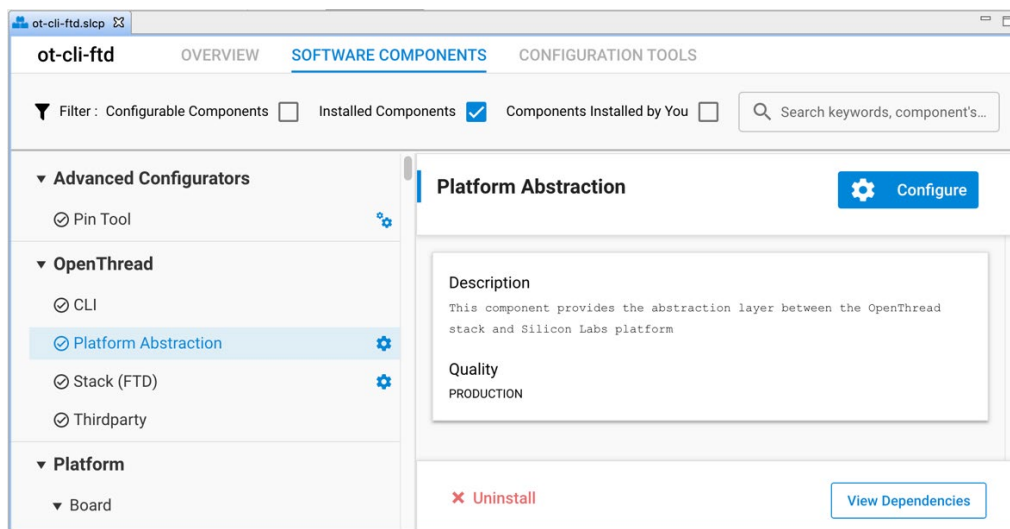 ot-cli-ftd.slcp
ot-cli-ftd OVERVIEW SOFTWARE COMPONENTS CONFIGURATION TOOLS
Filter : Configurable Components Installed Components Components Installed by You Search keywords, component's...
Advanced Configurators
Pin Tool
OpenThread
CLI
Platform Abstraction
Stack (FTD)
Thirdparty
Platform
Board
Platform Abstraction
Configure
Description
This component provides the abstraction layer between the OpenThread
stack and Silicon Labs platform
Quality
PRODUCTION
Uninstall
View Dependencies